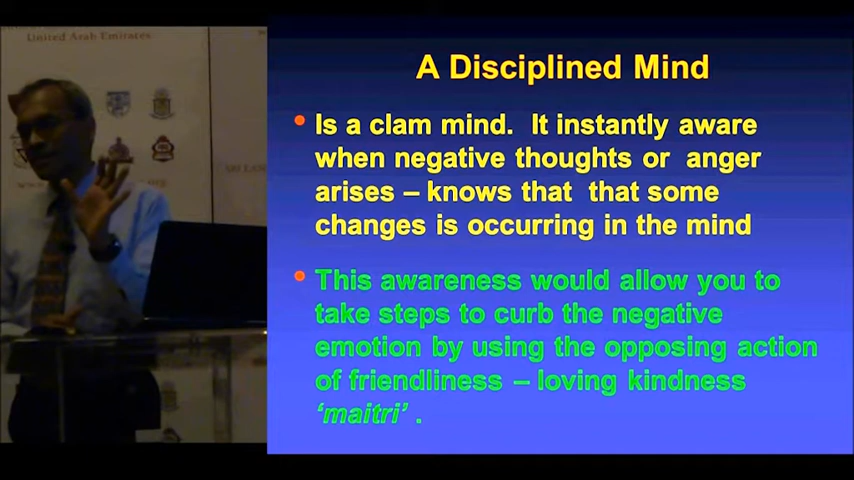 United Arab Emirates
A Disciplined Mind
Is a clam mind. It instantly aware
when negative thoughts or anger
arises – knows that that some
changes is occurring in the mind
This awareness would allow you to
take steps to curb the negative
emotion by using the opposing action
of friendliness – loving kindness
‘maitri’ .